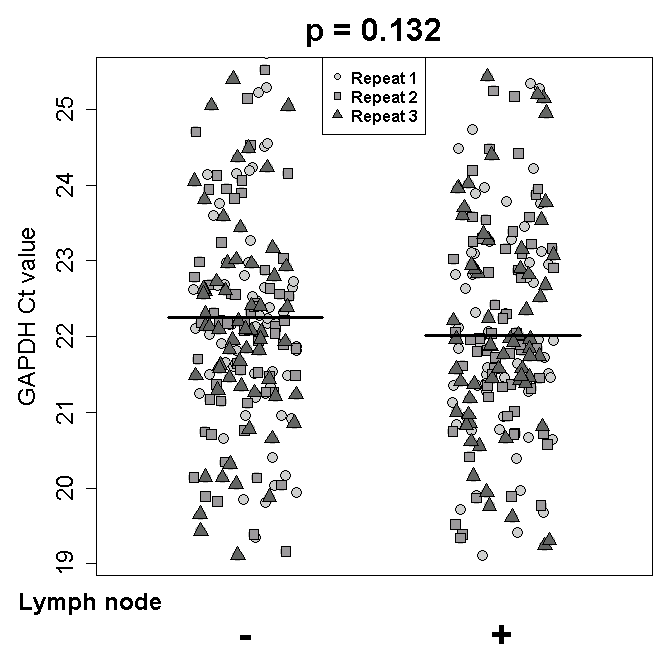 p = 0.132
Repeat 1
Repeat 2
Repeat 3
GAPDH Ct value
25
24
23
22
21
20
19
Lymph node
- +